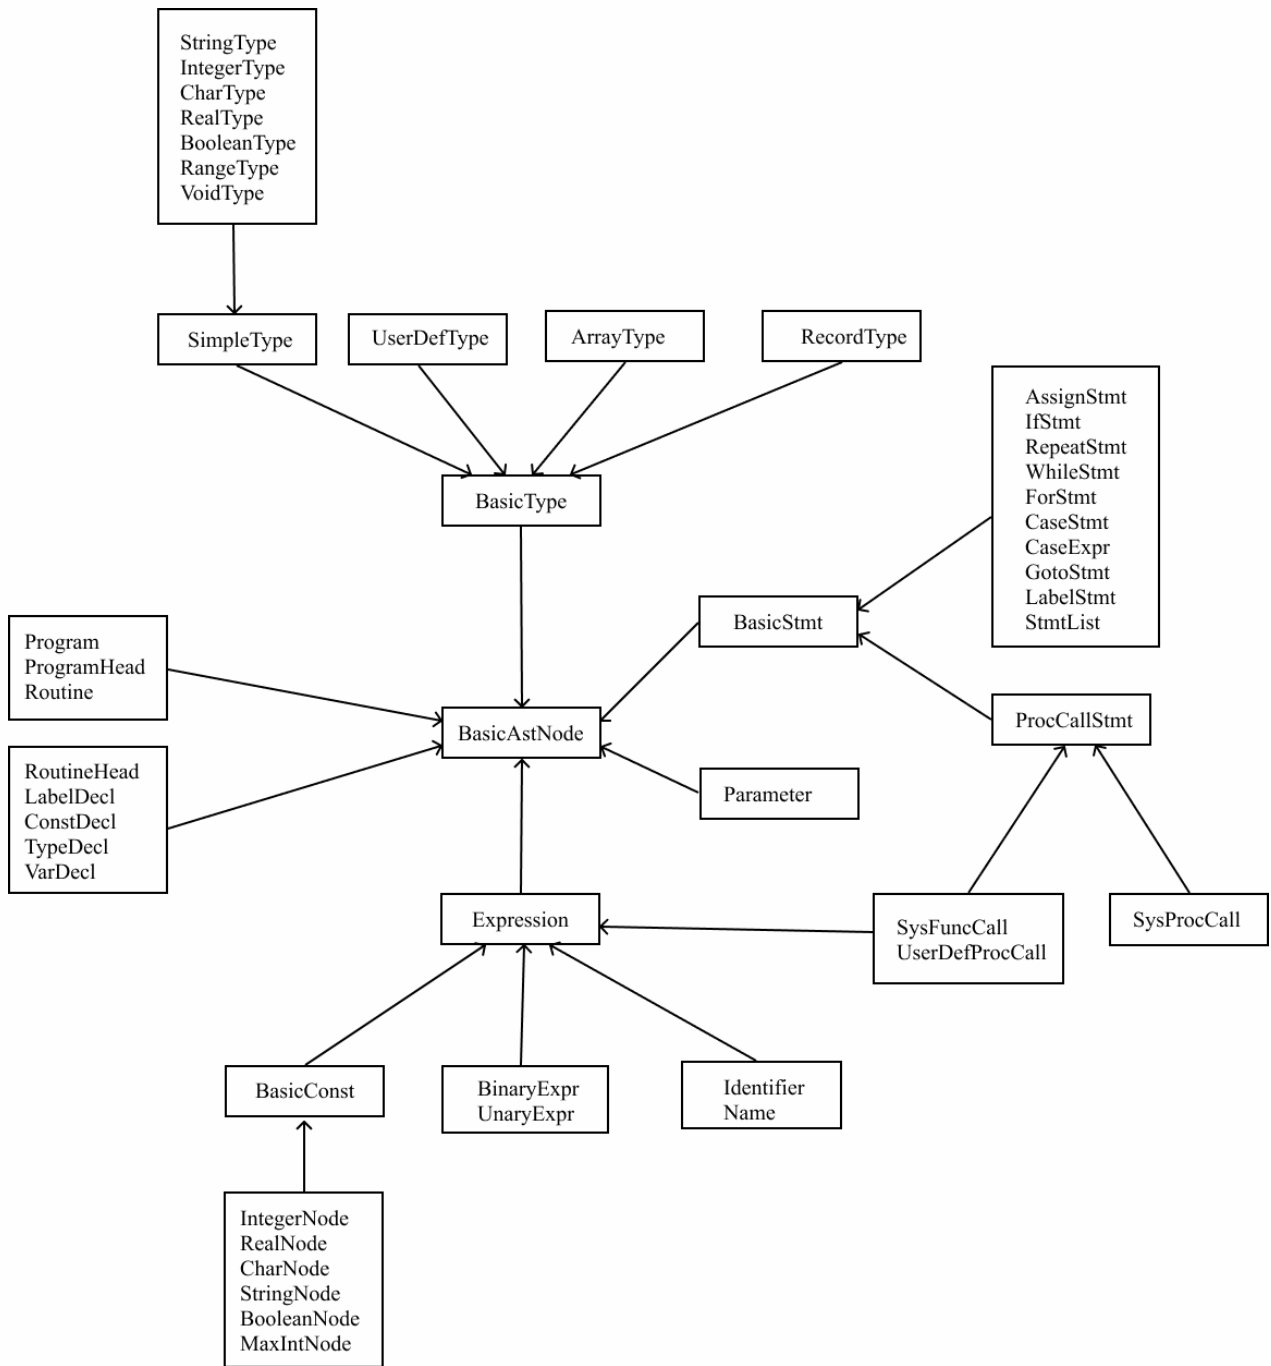 StringType
IntegerType
CharType
RealType
BooleanType
RangeType
VoidType
SimpleType
UserDefType
ArrayType
RecordType
BasicType
AssignStmt
IfStmt
RepeatStmt
WhileStmt
ForStmt
CaseStmt
CaseExpr
GotoStmt
LabelStmt
StmtList
BasicStmt
Program
ProgramHead
Routine
BasicAstNode
ProcCallStmt
RoutineHead
LabelDecl
ConstDecl
TypeDecl
VarDecl
Parameter
Expression
SysFuncCall
UserDefProcCall
SysProcCall
BasicConst
BinaryExpr
UnaryExpr
Identifier
Name
IntegerNode
RealNode
CharNode
StringNode
BooleanNode
MaxIntNode